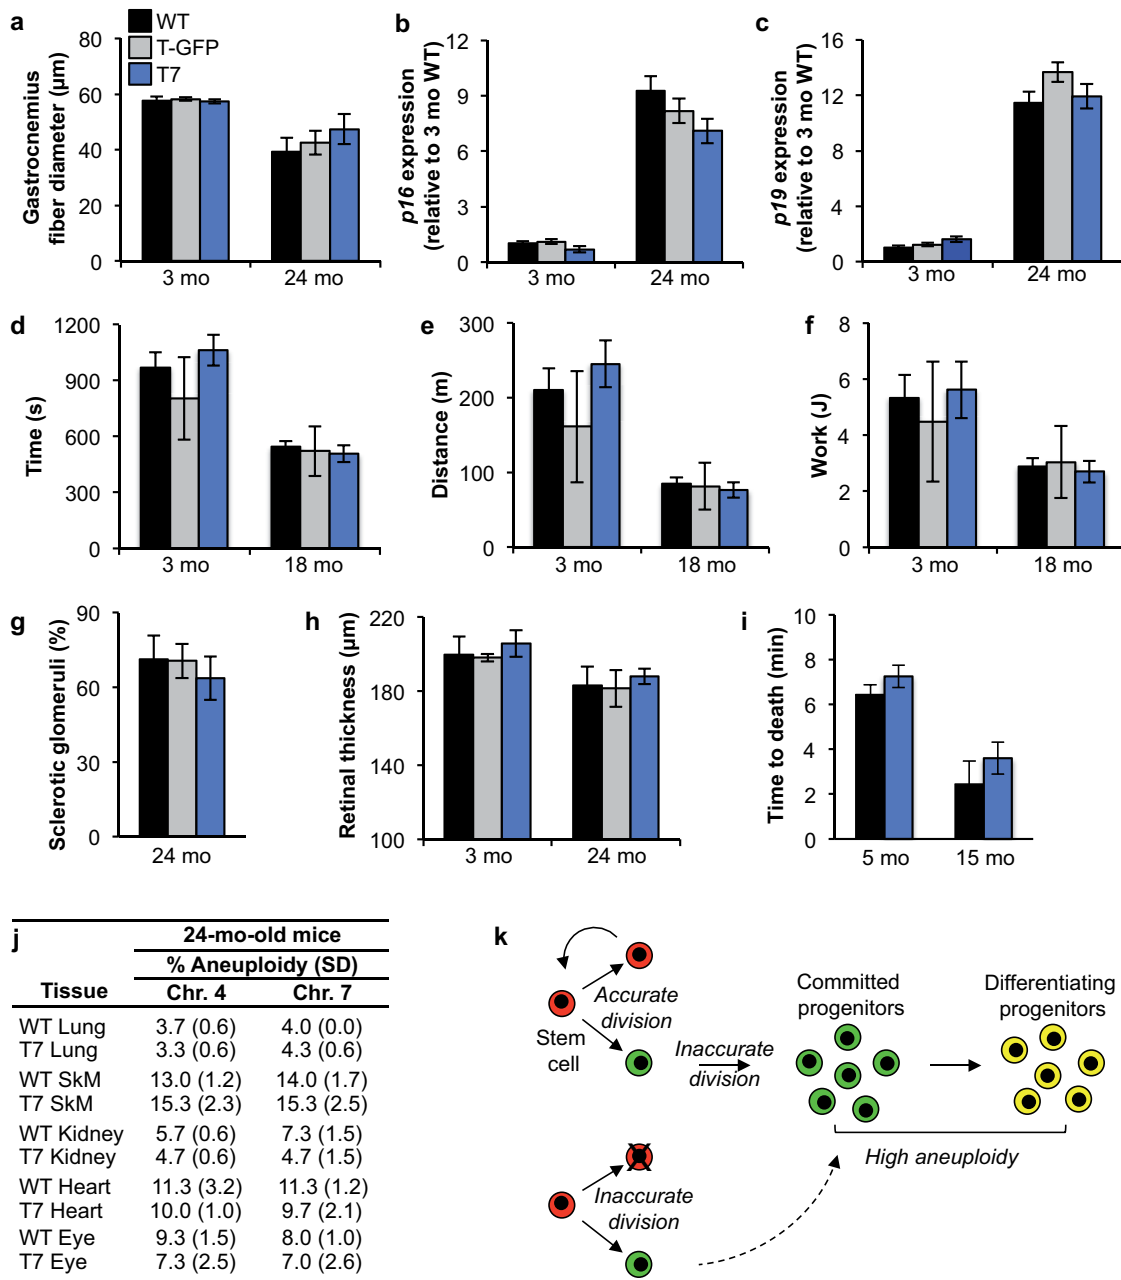 a
WT
T-GFP
T7
Gastrocnemius
fiber diameter (µm)
80
60
40
20
0
3 mo
24 mo
b
p16 expression
(relative to 3 mo WT)
12
9
6
3
0
3 mo
24 mo
c
p19 expression
(relative to 3 mo WT)
16
12
8
4
0
3 mo
24 mo
d
Time (s)
1200
900
600
300
0
3 mo
18 mo
e
Distance (m)
300
200
100
0
3 mo
18 mo
f
Work (J)
8
6
4
2
0
3 mo
18 mo
g
Sclerotic glomeruli (%)
90
60
30
0
24 mo
h
Retinal thickness (µm)
220
180
140
100
3 mo
24 mo
i
Time to death (min)
10
8
6
4
2
0
5 mo
15 mo
j
24-mo-old mice
% Aneuploidy (SD)
Tissue Chr. 4 Chr. 7
WT Lung 3.7 (0.6) 4.0 (0.0)
T7 Lung 3.3 (0.6) 4.3 (0.6)
WT SkM 13.0 (1.2) 14.0 (1.7)
T7 SkM 15.3 (2.3) 15.3 (2.5)
WT Kidney 5.7 (0.6) 7.3 (1.5)
T7 Kidney 4.7 (0.6) 4.7 (1.5)
WT Heart 11.3 (3.2) 11.3 (1.2)
T7 Heart 10.0 (1.0) 9.7 (2.1)
WT Eye 9.3 (1.5) 8.0 (1.0)
T7 Eye 7.3 (2.5) 7.0 (2.6)
k
Stem
cell
Accurate
division
Inaccurate
division
Committed
progenitors
Differentiating
progenitors
High aneuploidy
Inaccurate
division